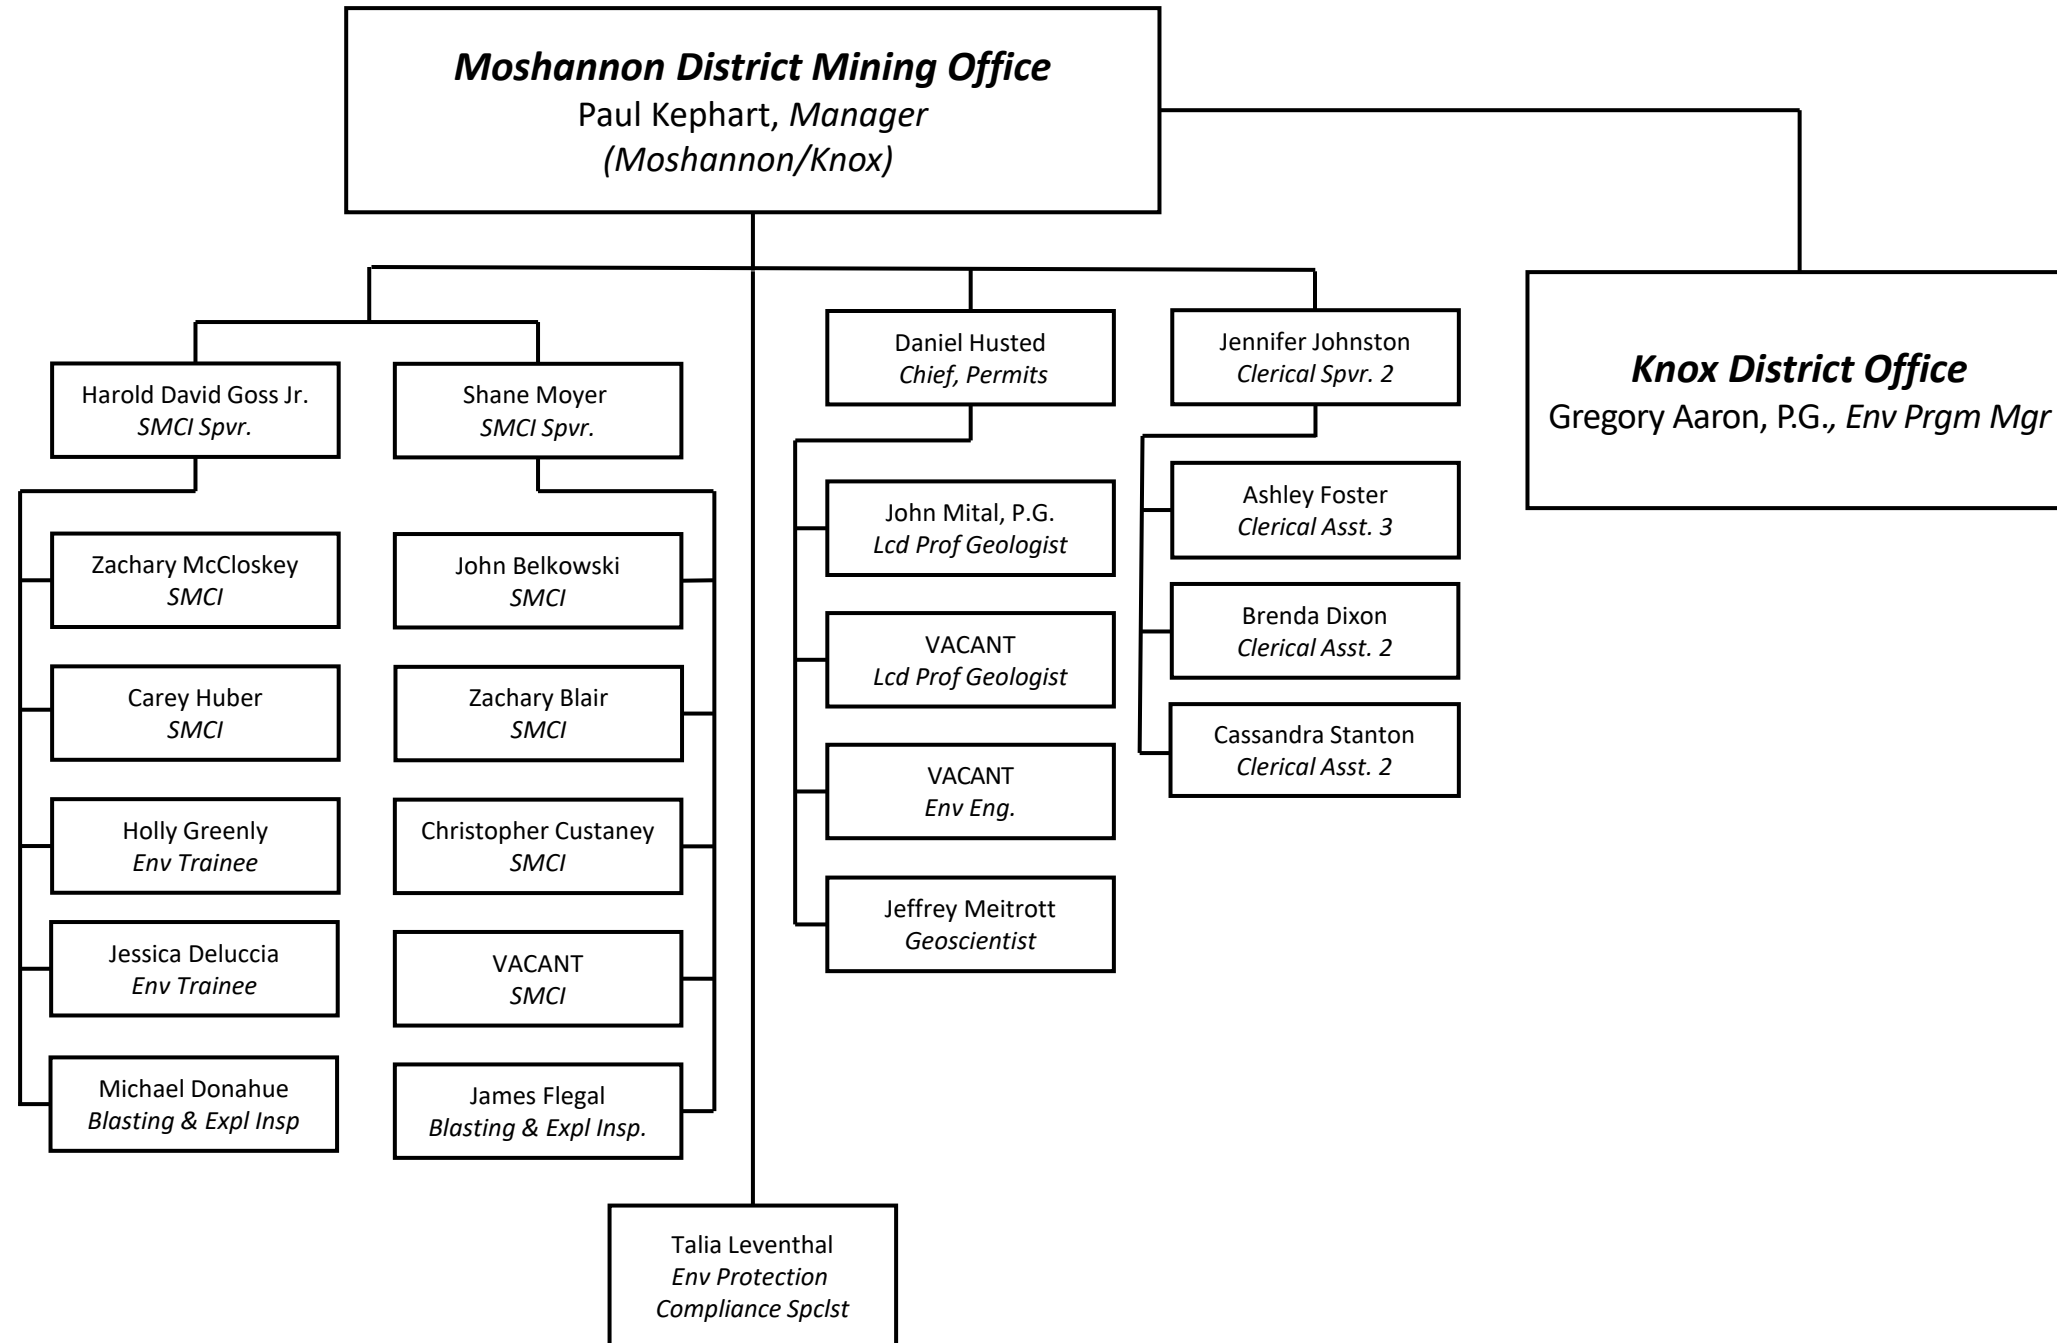 Moshannon District Mining Office
Paul Kephart, Manager
(Moshannon/Knox)
Harold David Goss Jr.
SMCI Spvr.
Zachary McCloskey
SMCI
Carey Huber
SMCI
Holly Greenly
Env Trainee
Jessica Deluccia
Env Trainee
Michael Donahue
Blasting & Expl Insp
Shane Moyer
SMCI Spvr.
John Belkowski
SMCI
Zachary Blair
SMCI
Christopher Custaney
SMCI
VACANT
SMCI
James Flegal
Blasting & Expl Insp.
Talia Leventhal
Env Protection
Compliance Spclst
Daniel Husted
Chief, Permits
John Mital, P.G.
Lcd Prof Geologist
VACANT
Lcd Prof Geologist
VACANT
Env Eng.
Jeffrey Meitrott
Geoscientist
Jennifer Johnston
Clerical Spvr. 2
Ashley Foster
Clerical Asst. 3
Brenda Dixon
Clerical Asst. 2
Cassandra Stanton
Clerical Asst. 2
Knox District Office
Gregory Aaron, P.G., Env Prgm Mgr